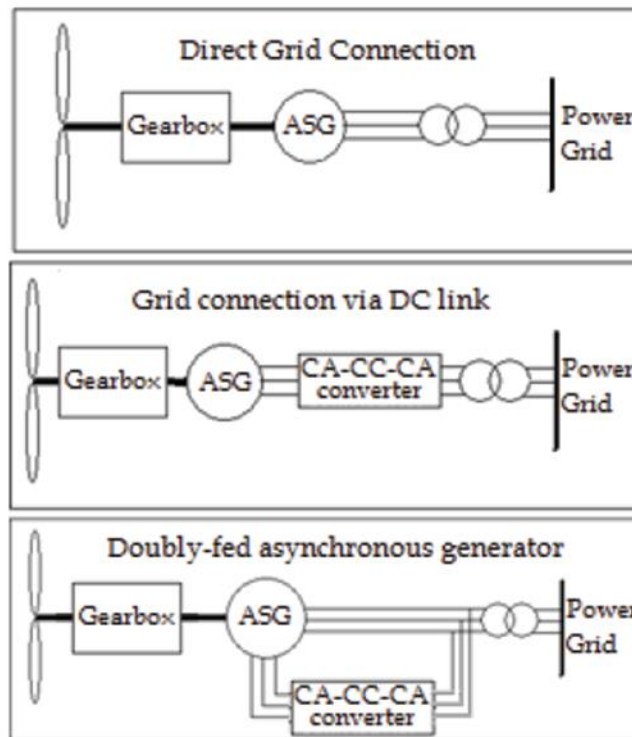 Direct Grid Connection
Gearbox ASG Power
Grid
Grid connection via DC link
Gearbox ASG CA-CC-CA converter Power
Grid
Doubly-fed asynchronous generator
Gearbox ASG Power
Grid
CA-CC-CA
converter